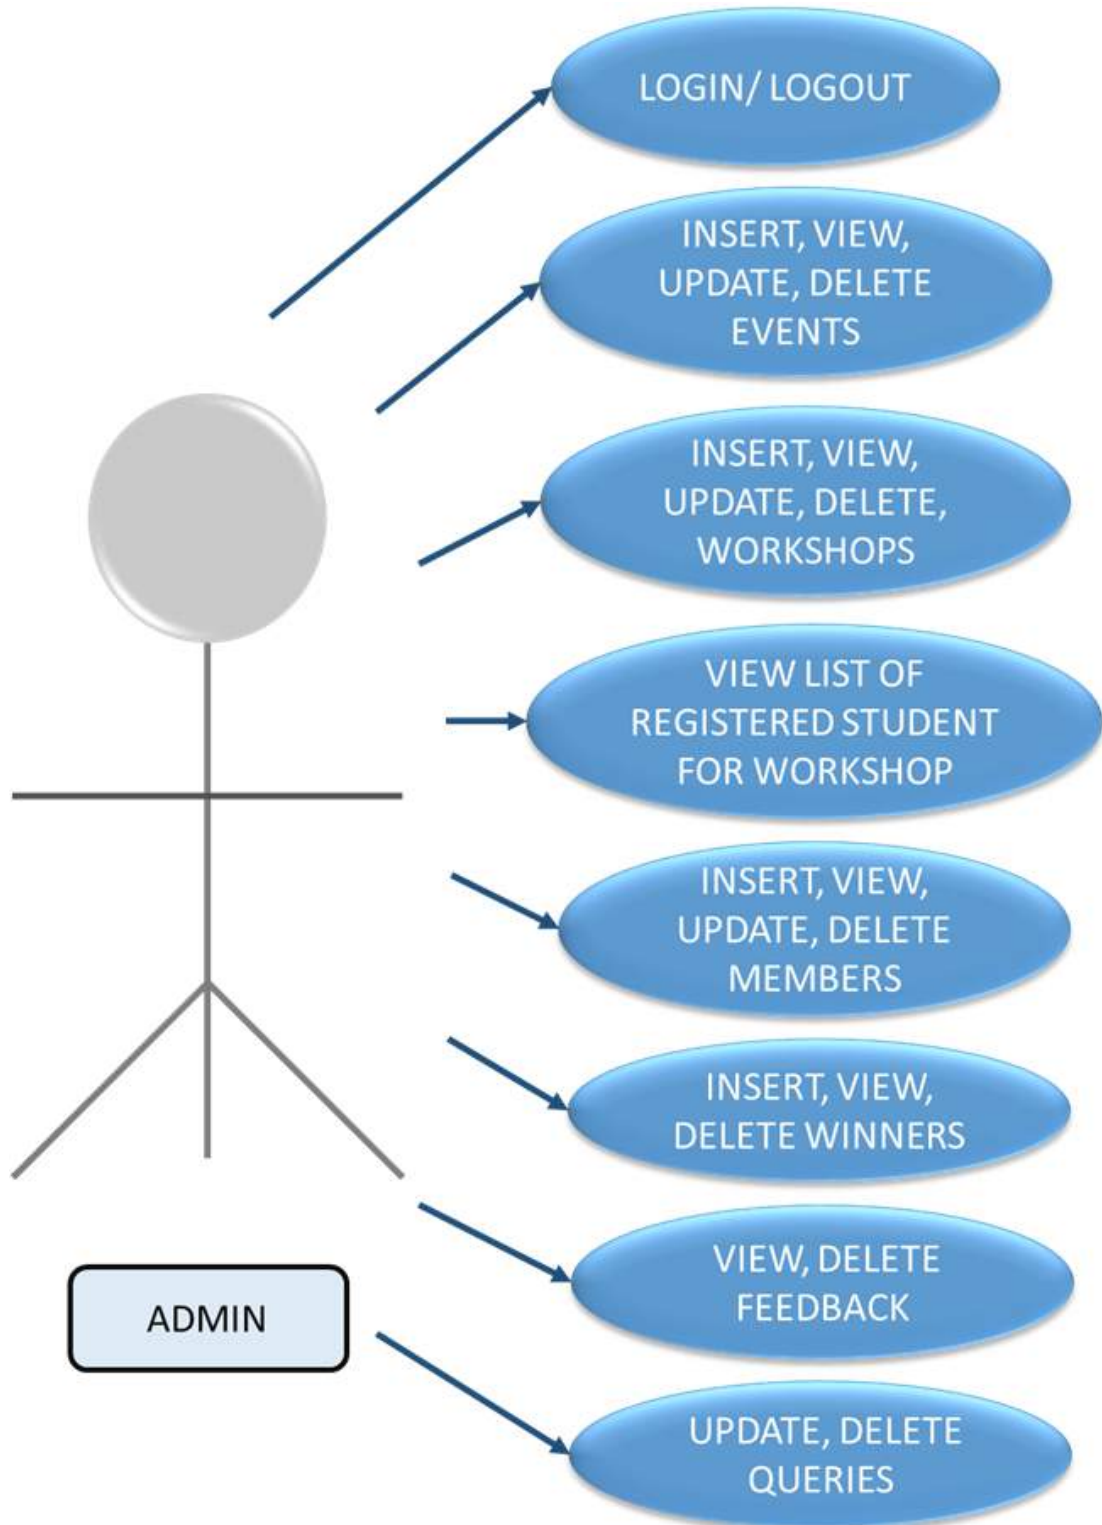 LOGIN/ LOGOUT
INSERT, VIEW,
UPDATE, DELETE
EVENTS
INSERT, VIEW,
UPDATE, DELETE,
WORKSHOPS
VIEW LIST OF
REGISTERED STUDENT
FOR WORKSHOP
INSERT, VIEW,
UPDATE, DELETE
MEMBERS
INSERT, VIEW,
DELETE WINNERS
VIEW, DELETE
FEEDBACK
ADMIN
UPDATE, DELETE
QUERIES